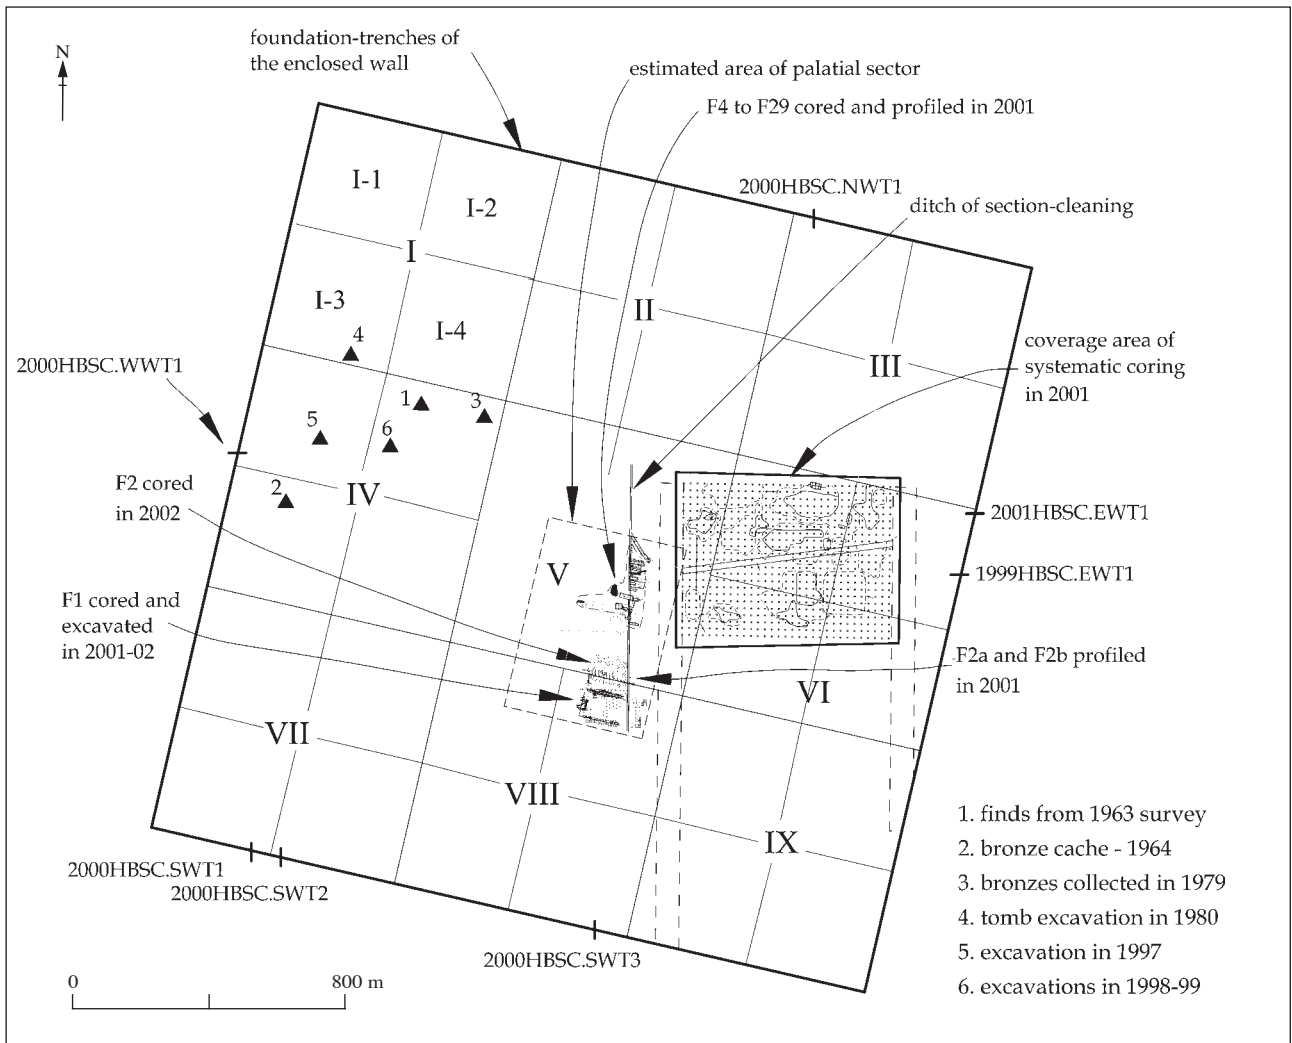 foundation-trenches of
the enclosed wall
N
estimated area of palatial sector
F4 to F29 cored and profiled in 2001
2000HBSC.NWT1
ditch of section-cleaning
I-1
I-2
I
II
I-3
I-4
4
III
coverage area of
systematic coring
in 2001
2000HBSC.WWT1
1
3
5
6
F2 cored
in 2002
2
IV
2001HBSC.EWT1
V
1999HBSC.EWT1
F1 cored and
excavated
in 2001-02
F2a and F2b profiled
in 2001
VI
VII
VIII
IX
1. finds from 1963 survey
2. bronze cache - 1964
3. bronzes collected in 1979
4. tomb excavation in 1980
5. excavation in 1997
6. excavations in 1998-99
2000HBSC.SWT1
2000HBSC.SWT2
2000HBSC.SWT3
0
800 m